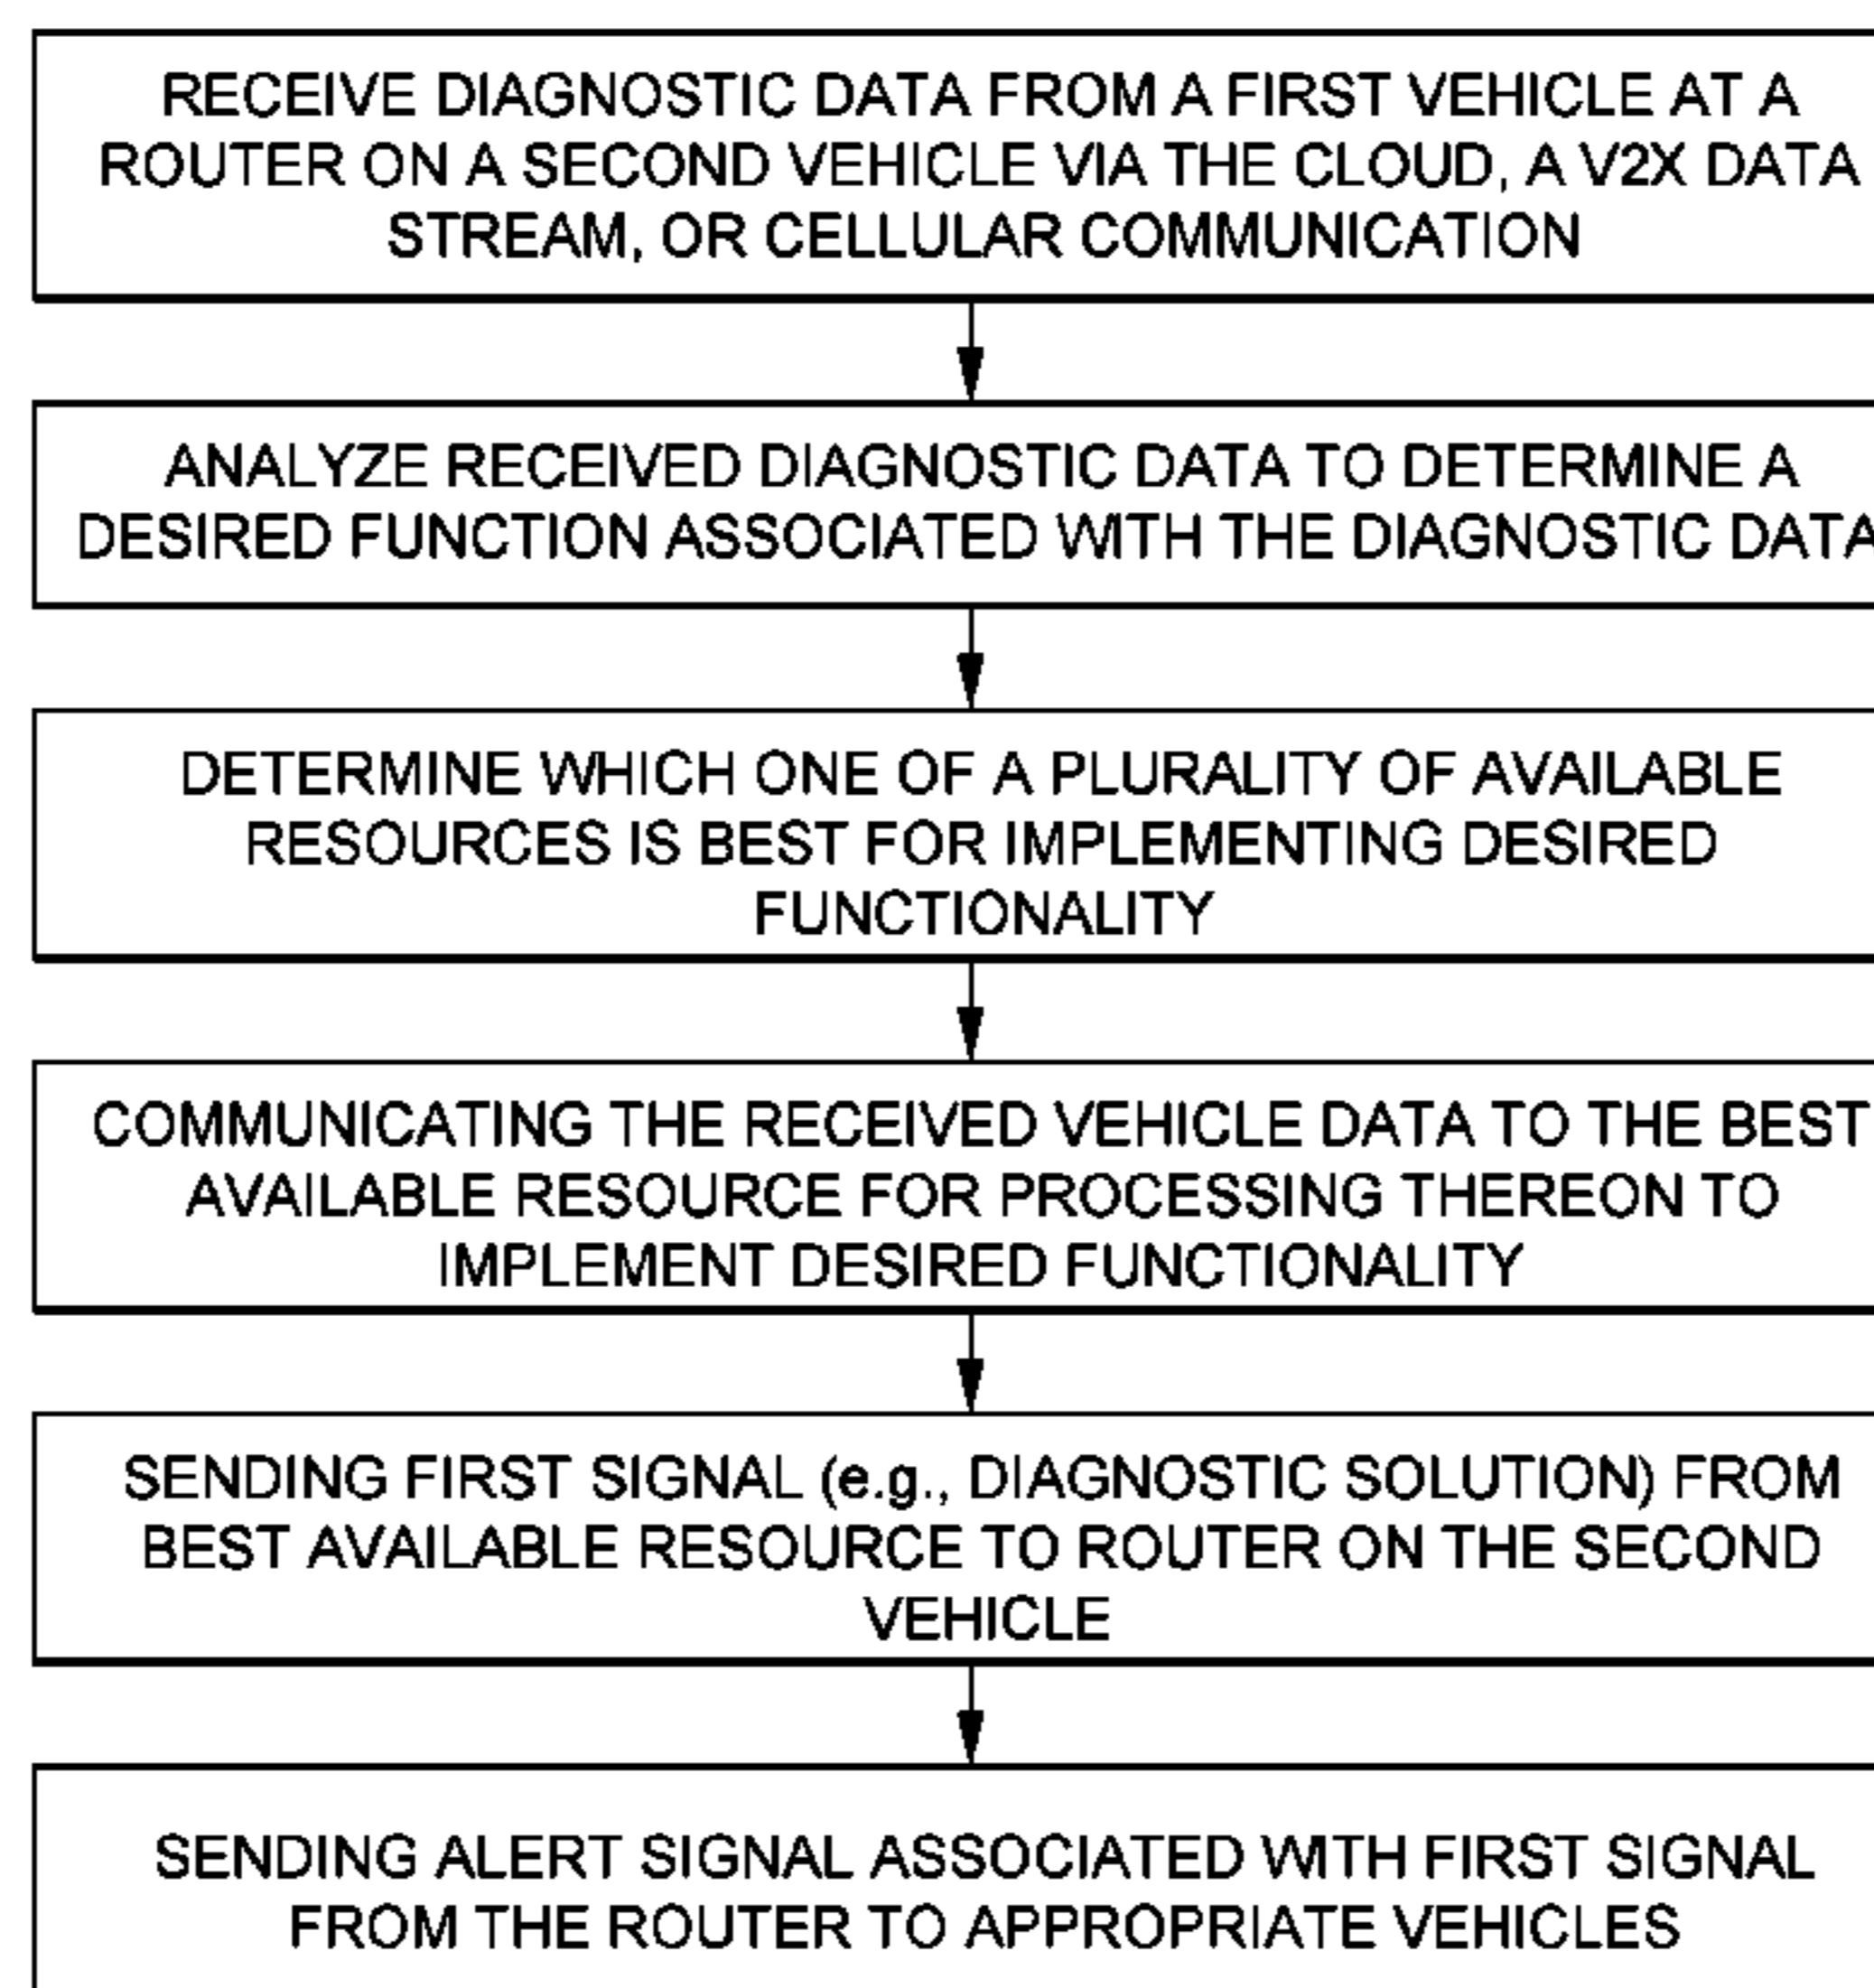 RECEIVE DIAGNOSTIC DATA FROM A FIRST VEHICLE AT A
ROUTER ON A SECOND VEHICLE VIA THE CLOUD, A V2X DATA
STREAM, OR CELLULAR COMMUNICATION
ANALYZE RECEIVED DIAGNOSTIC DATA TO DETERMINE A
DESIRED FUNCTION ASSOCIATED WITH THE DIAGNOSTIC DATA
DETERMINE WHICH ONE OF A PLURALITY OF AVAILABLE
RESOURCES IS BEST FOR IMPLEMENTING DESIRED
FUNCTIONALITY
COMMUNICATING THE RECEIVED VEHICLE DATA TO THE BEST
AVAILABLE RESOURCE FOR PROCESSING THEREON TO
IMPLEMENT DESIRED FUNCTIONALITY
SENDING FIRST SIGNAL (e.g., DIAGNOSTIC SOLUTION) FROM
BEST AVAILABLE RESOURCE TO ROUTER ON THE SECOND
VEHICLE
SENDING ALERT SIGNAL ASSOCIATED WITH FIRST SIGNAL
FROM THE ROUTER TO APPROPRIATE VEHICLES